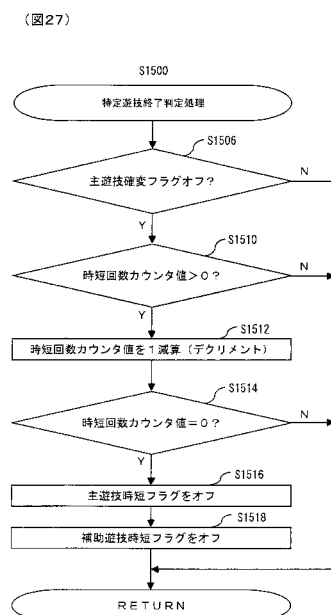 (図27)
S1500
特定遊技終了判定処理
S1506
主遊技確変フラグオフ?
N
Y
S1510
時短回数カウンタ値>0?
N
Y
S1512
時短回数カウンタ値を1減算(デクリメント)
S1514
時短回数カウンタ値=0?
N
Y
S1516
主遊技時短フラグをオフ
S1518
補助遊技時短フラグをオフ
RETURN